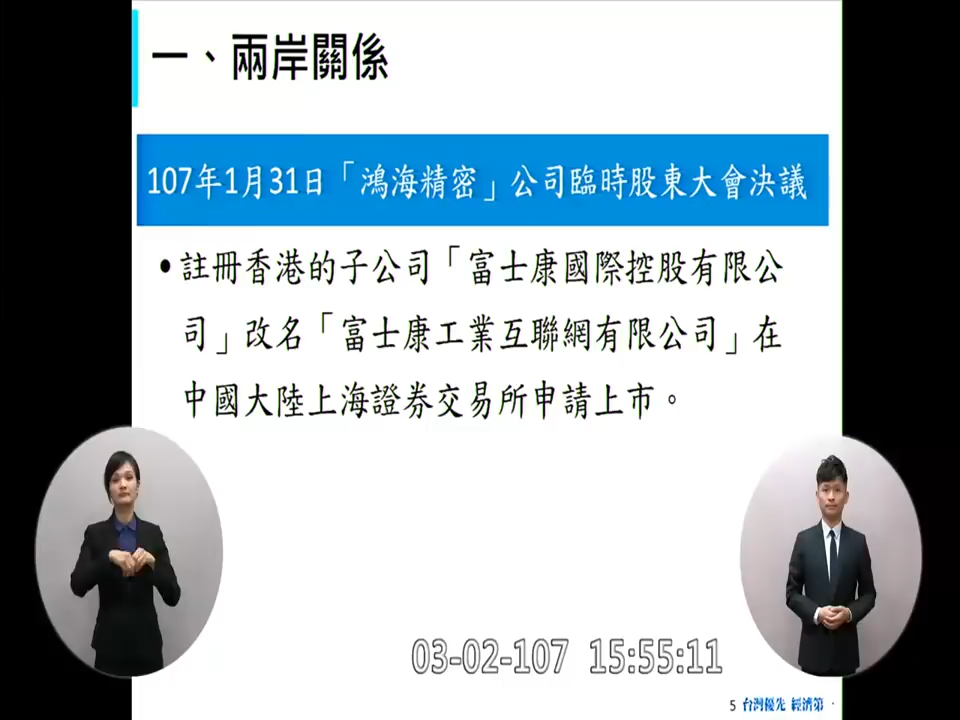 一、兩岸關係
107年1月31日「鴻海精密」公司臨時股東大會決議
•註冊香港的子公司「富士康國際控股有限公
司」改名「富士康工業互聯網有限公司」在
中國大陸上海證券交易所申請上市。
03-02-107 15:55:11
5 台灣優先 經濟第